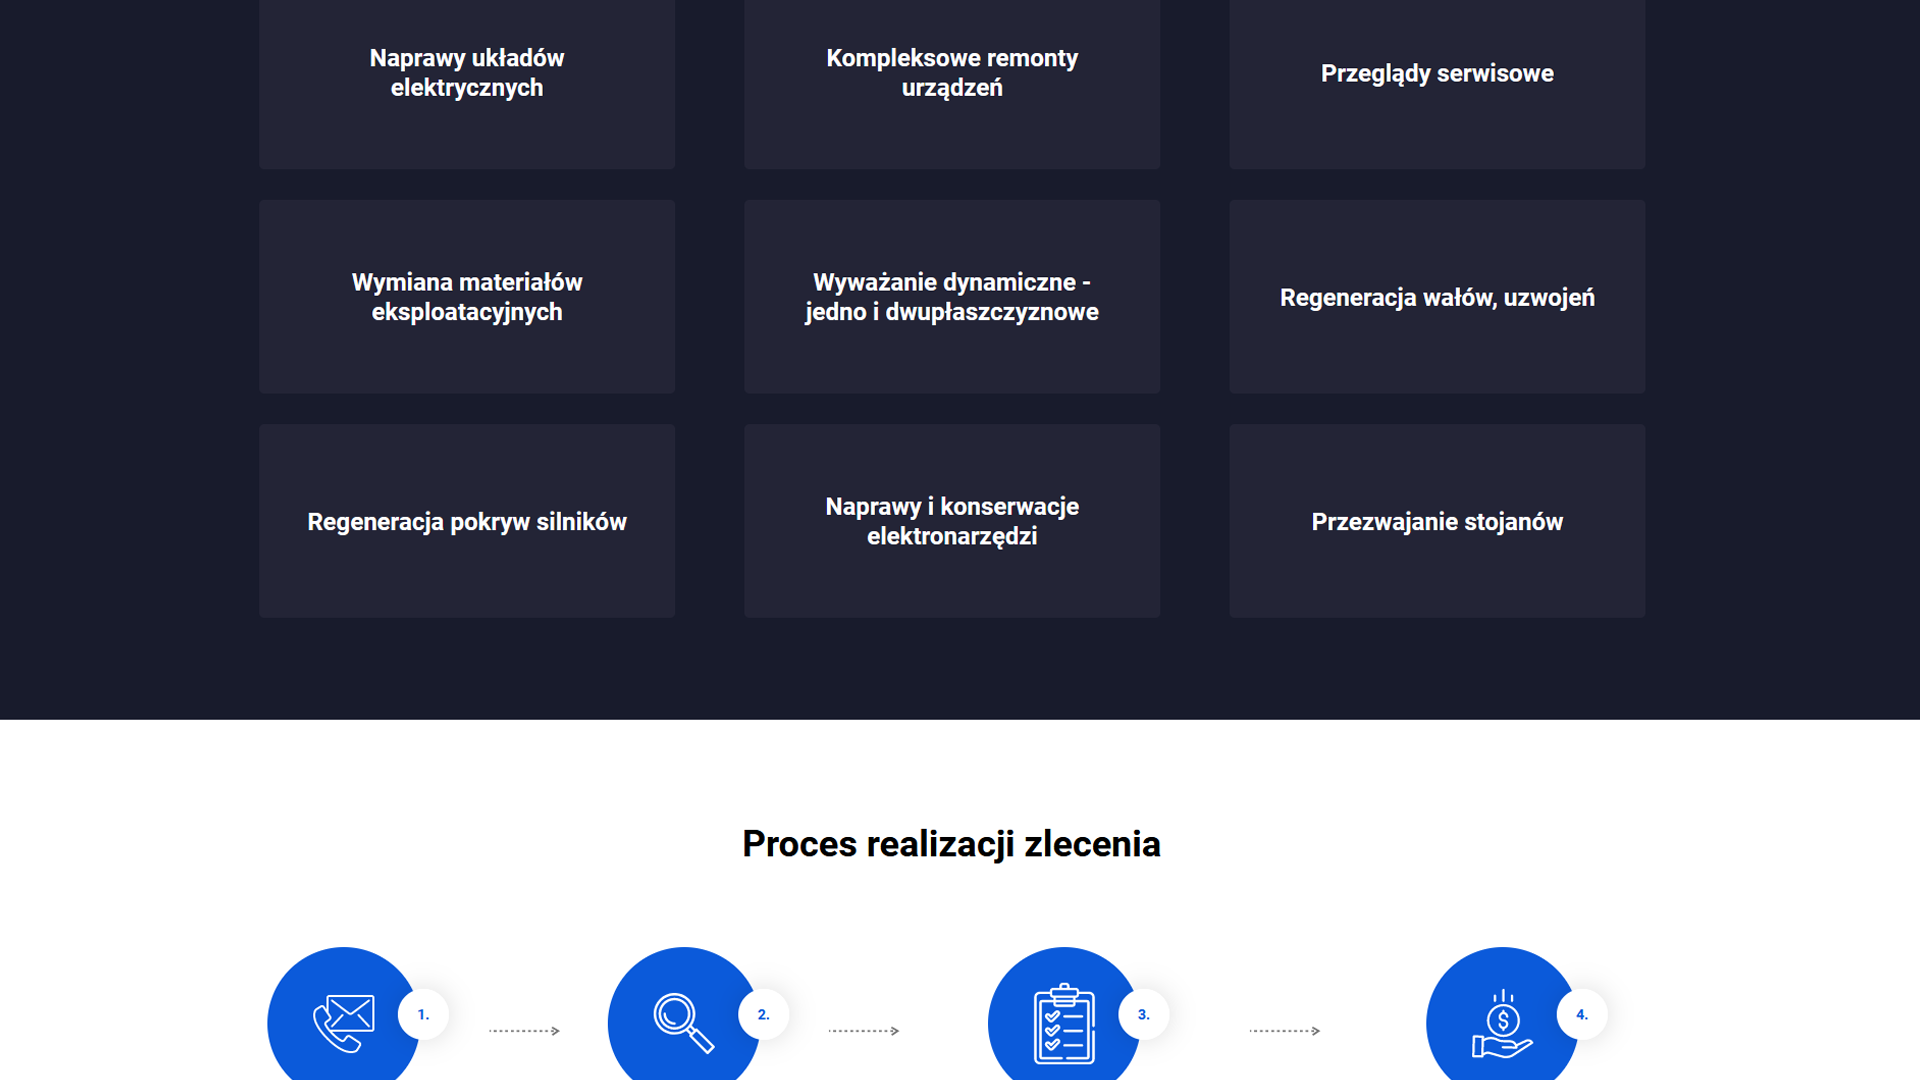 Naprawy układów
elektrycznych
Kompleksowe remonty
urządzeń
Przeglądy serwisowe
Wymiana materiałów
eksploatacyjnych
Wyważanie dynamiczne -
jedno i dwupłaszczyznowe
Regeneracja wałów, uzwojeń
Regeneracja pokryw silników
Naprawy i konserwacje
elektronarzędzi
Przezwajanie stojanów
Proces realizacji zlecenia
1.
2.
3.
$
4.